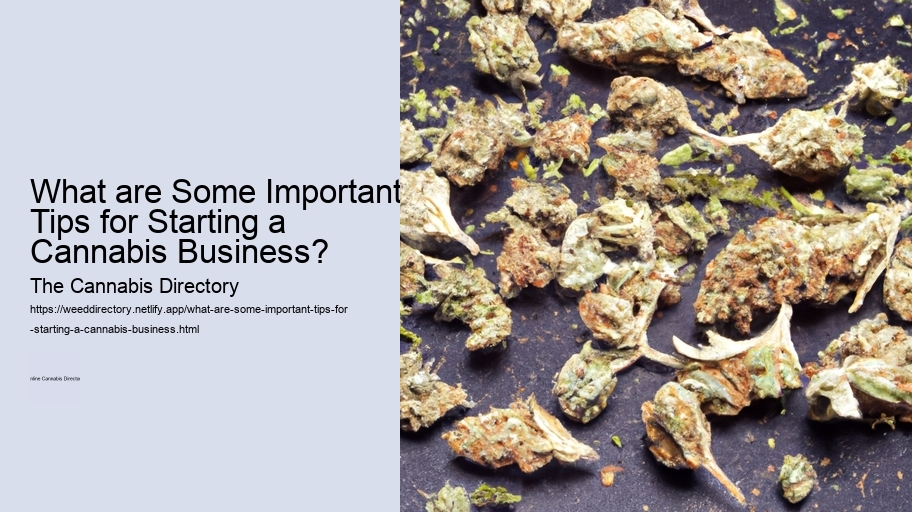 What are Some Important
Tips for Starting a
Cannabis Business?
The Cannabis Directory
https://weeddirectory.netlify.app/what-are-some-important-tips-for
-starting-a-cannabis-business.html
nline Cannabis Directo